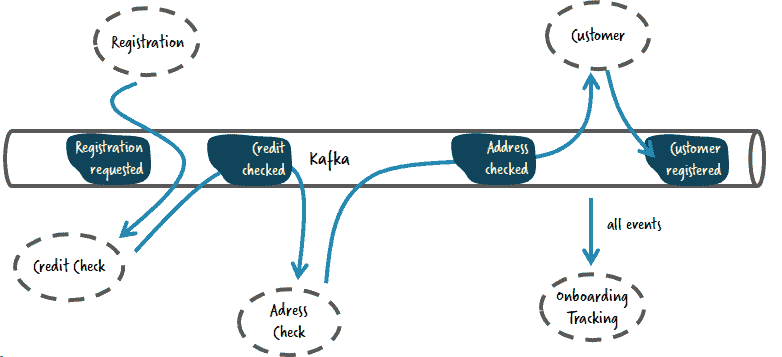 Registration
Customer
Registration
requested
Credit
checked
Kafka
Address
checked
Customer
registered
Credit Check
all events
Adress
Check
Onboarding
Tracking